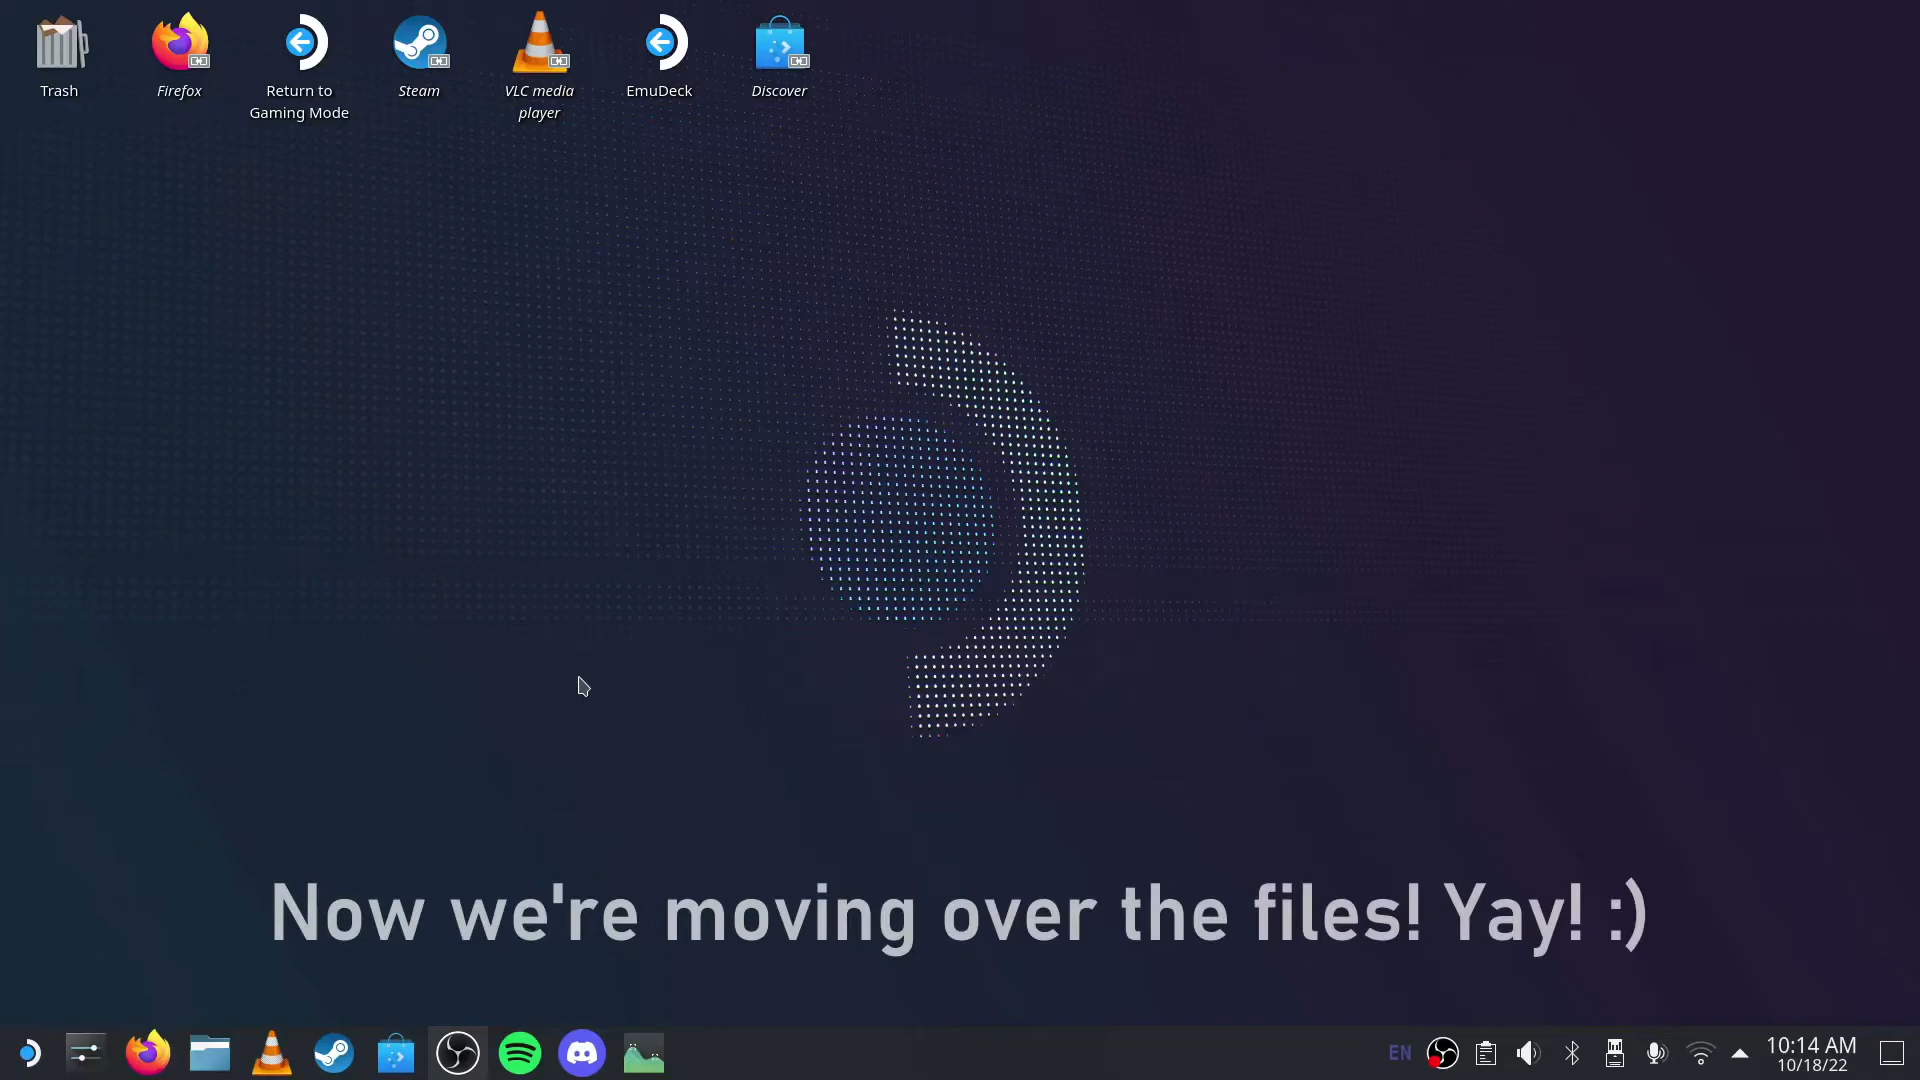 Trash
Firefox
Return to
Gaming Mode
Steam
VLC media
player
EmuDeck
Discover
Now we're moving over the files! Yay! :)
EN
10:14 AM
10/18/22